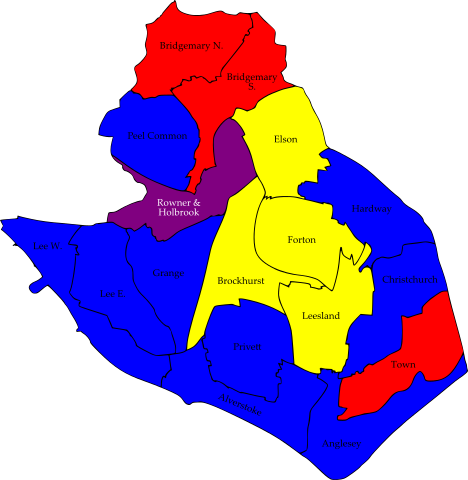 Bridgemary N.
Bridgemary
S.
Peel Common
Elson
Rowner &
Holbrook
Hardway
Lee W.
Forton
Grange
Brockhurst
Christchurch
Lee E.
Leesland
Privett
Town
Alverstoke
Anglesey